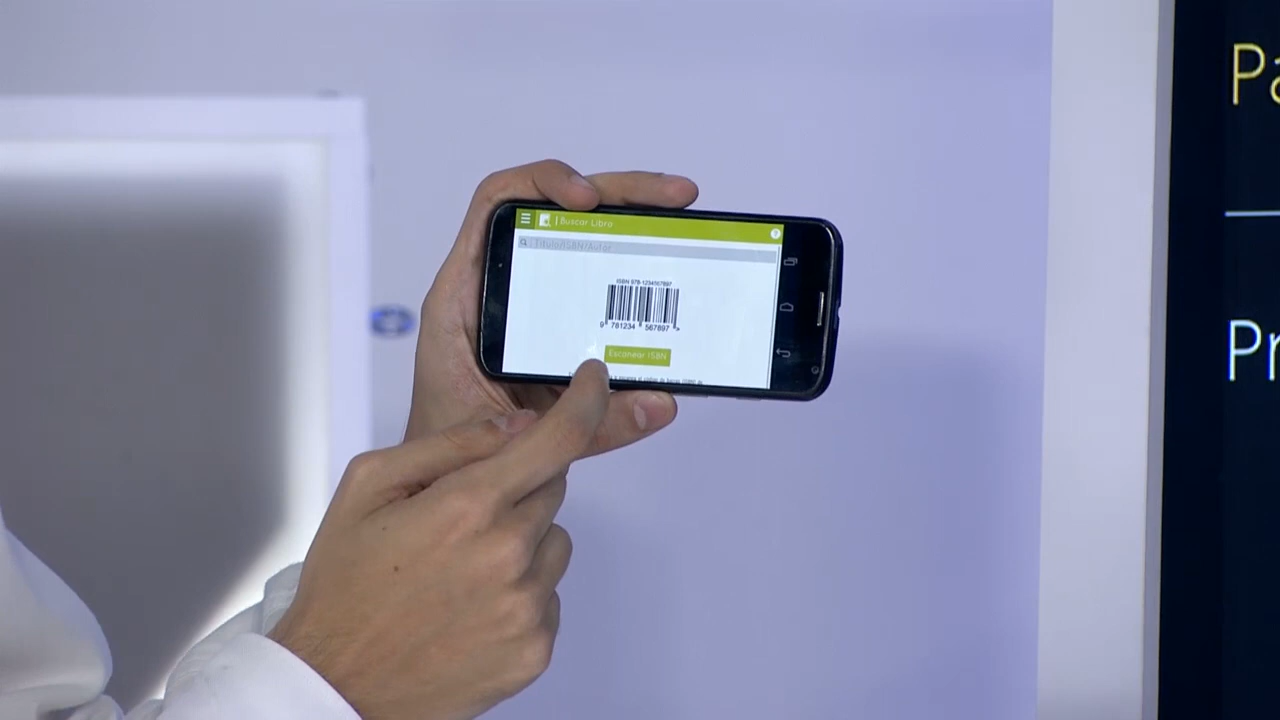 | Buscar Libro
Título/ISBN/Autor
ISBN 978-1234567897
9 781234 567897 >
Escanear ISBN
Pa
Pr